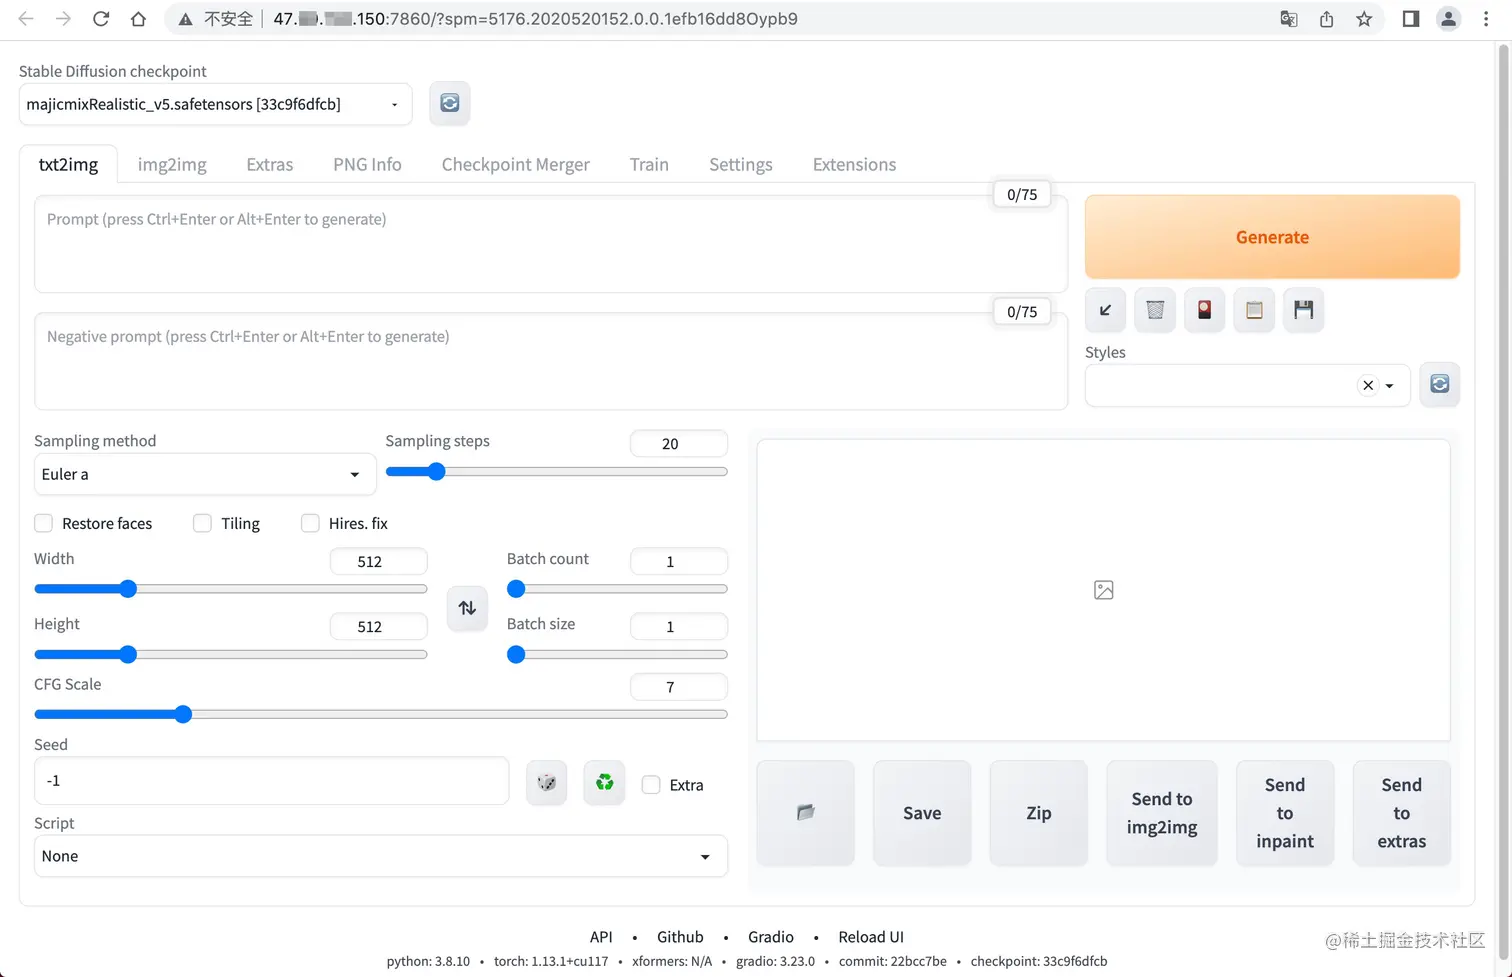 不安全 47. .150:7860/?spm=5176.2020520152.0.0.1efb16dd8Oypb9
Stable Diffusion checkpoint
majicmixRealistic_v5.safetensors [33c9f6dfcb]
txt2img img2img Extras PNG Info Checkpoint Merger Train Settings Extensions
0/75
Prompt (press Ctrl+Enter or Alt+Enter to generate)
Generate
0/75
Negative prompt (press Ctrl+Enter or Alt+Enter to generate)
Styles
Sampling method
Euler a
Sampling steps 20
Restore faces Tiling Hires. fix
Width 512
Batch count 1
Height 512
Batch size 1
CFG Scale 7
Seed
-1
Extra
Script
None
Save
Zip
Send to
img2img
Send
to
inpaint
Send
to
extras
API • Github • Gradio • Reload UI
python: 3.8.10 • torch: 1.13.1+cu117 • xformers: N/A • gradio: 3.23.0 • commit: 22bcc7be • checkpoint: 33c9f6dfcb
@稀土掘金技术社区